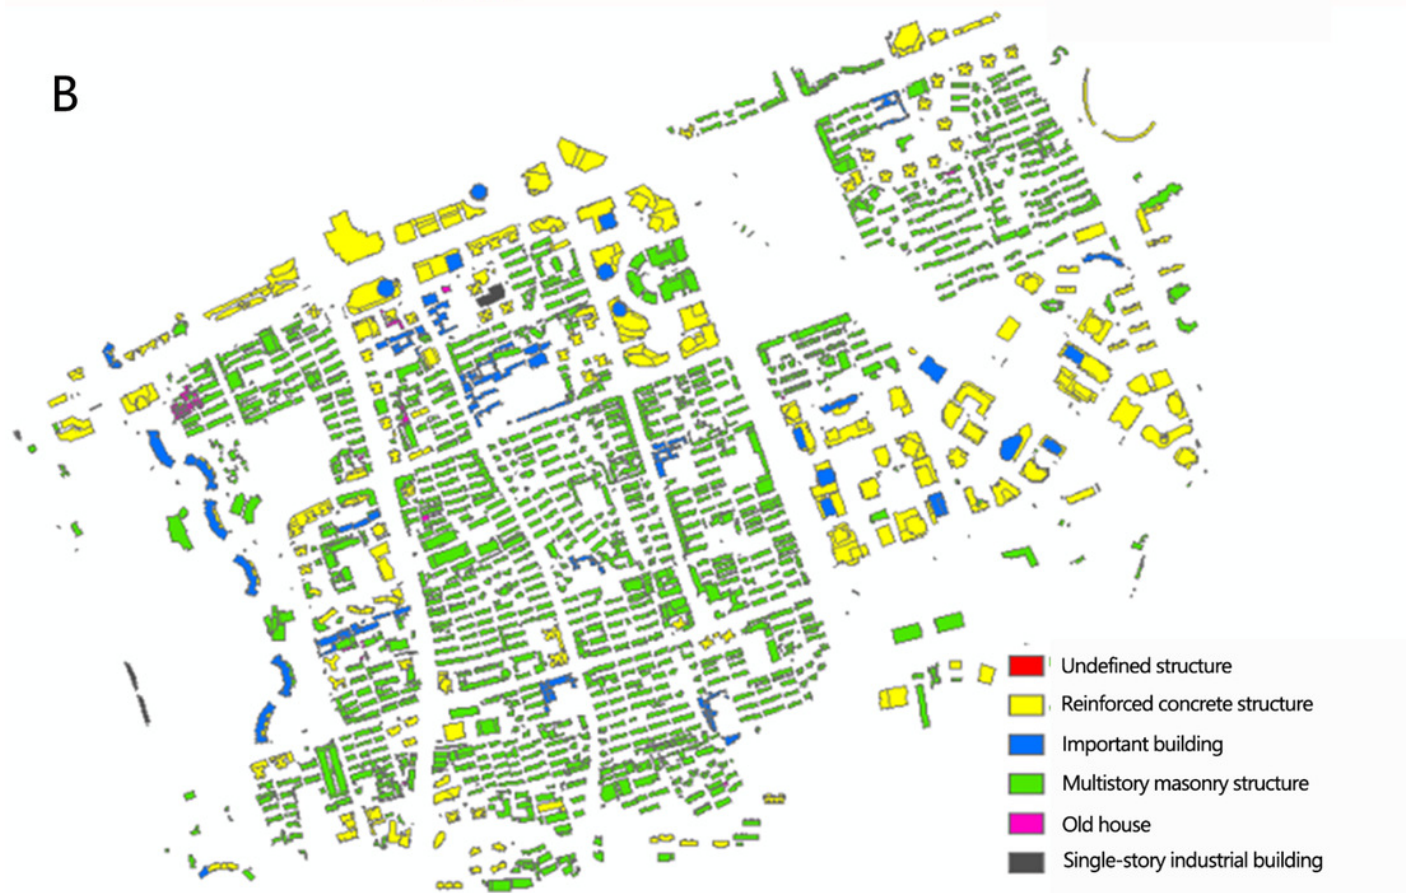 B
Undefined structure
Reinforced concrete structure
Important building
Multistory masonry structure
Old house
Single-story industrial building